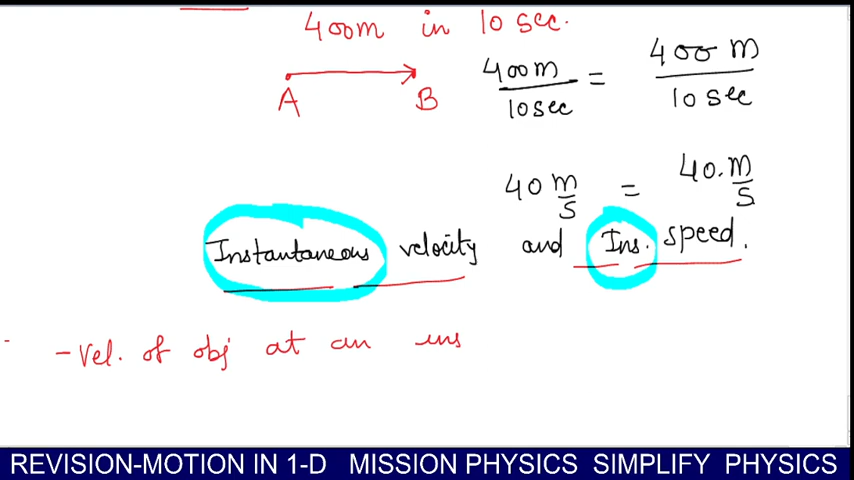 400m in 10 sec.
400m/10sec = 400 m/10 sec
A B
40 m/s = 40. m/s
Instantaneous velocity and Ins. speed.
- Vel. of obj at an ins
REVISION-MOTION IN 1-D MISSION PHYSICS SIMPLIFY PHYSICS